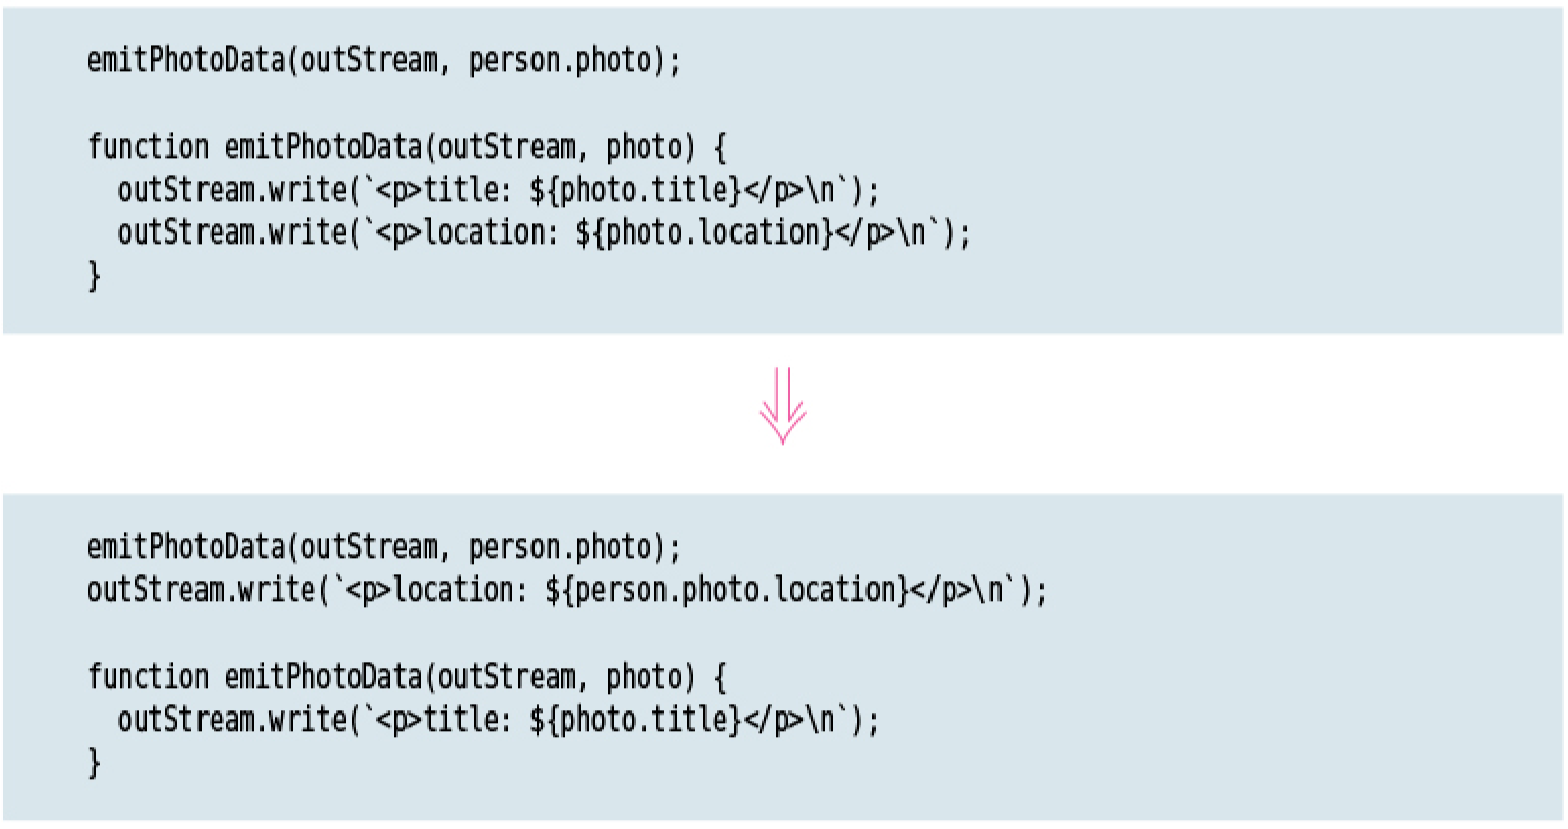 emitPhotoData(outStream, person.photo);
function emitPhotoData(outStream, photo) {
outStream.write(`<p>title: ${photo.title}</p>\n`);
outStream.write(`<p>location: ${photo.location}</p>\n`);
}
emitPhotoData(outStream, person.photo);
outStream.write(`<p>location: ${person.photo.location}</p>\n`);
function emitPhotoData(outStream, photo) {
outStream.write(`<p>title: ${photo.title}</p>\n`);
}